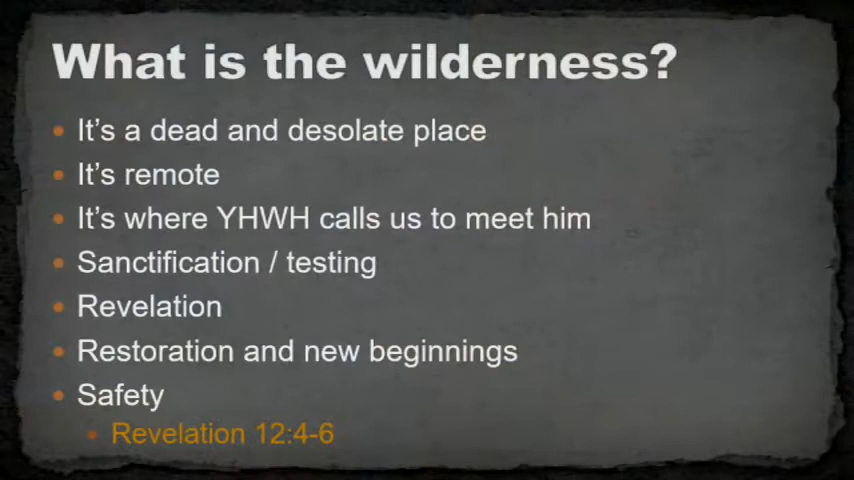 What is the wilderness?
• It's a dead and desolate place
• It's remote
• It's where YHWH calls us to meet him
• Sanctification / testing
• Revelation
• Restoration and new beginnings
• Safety
• Revelation 12:4-6